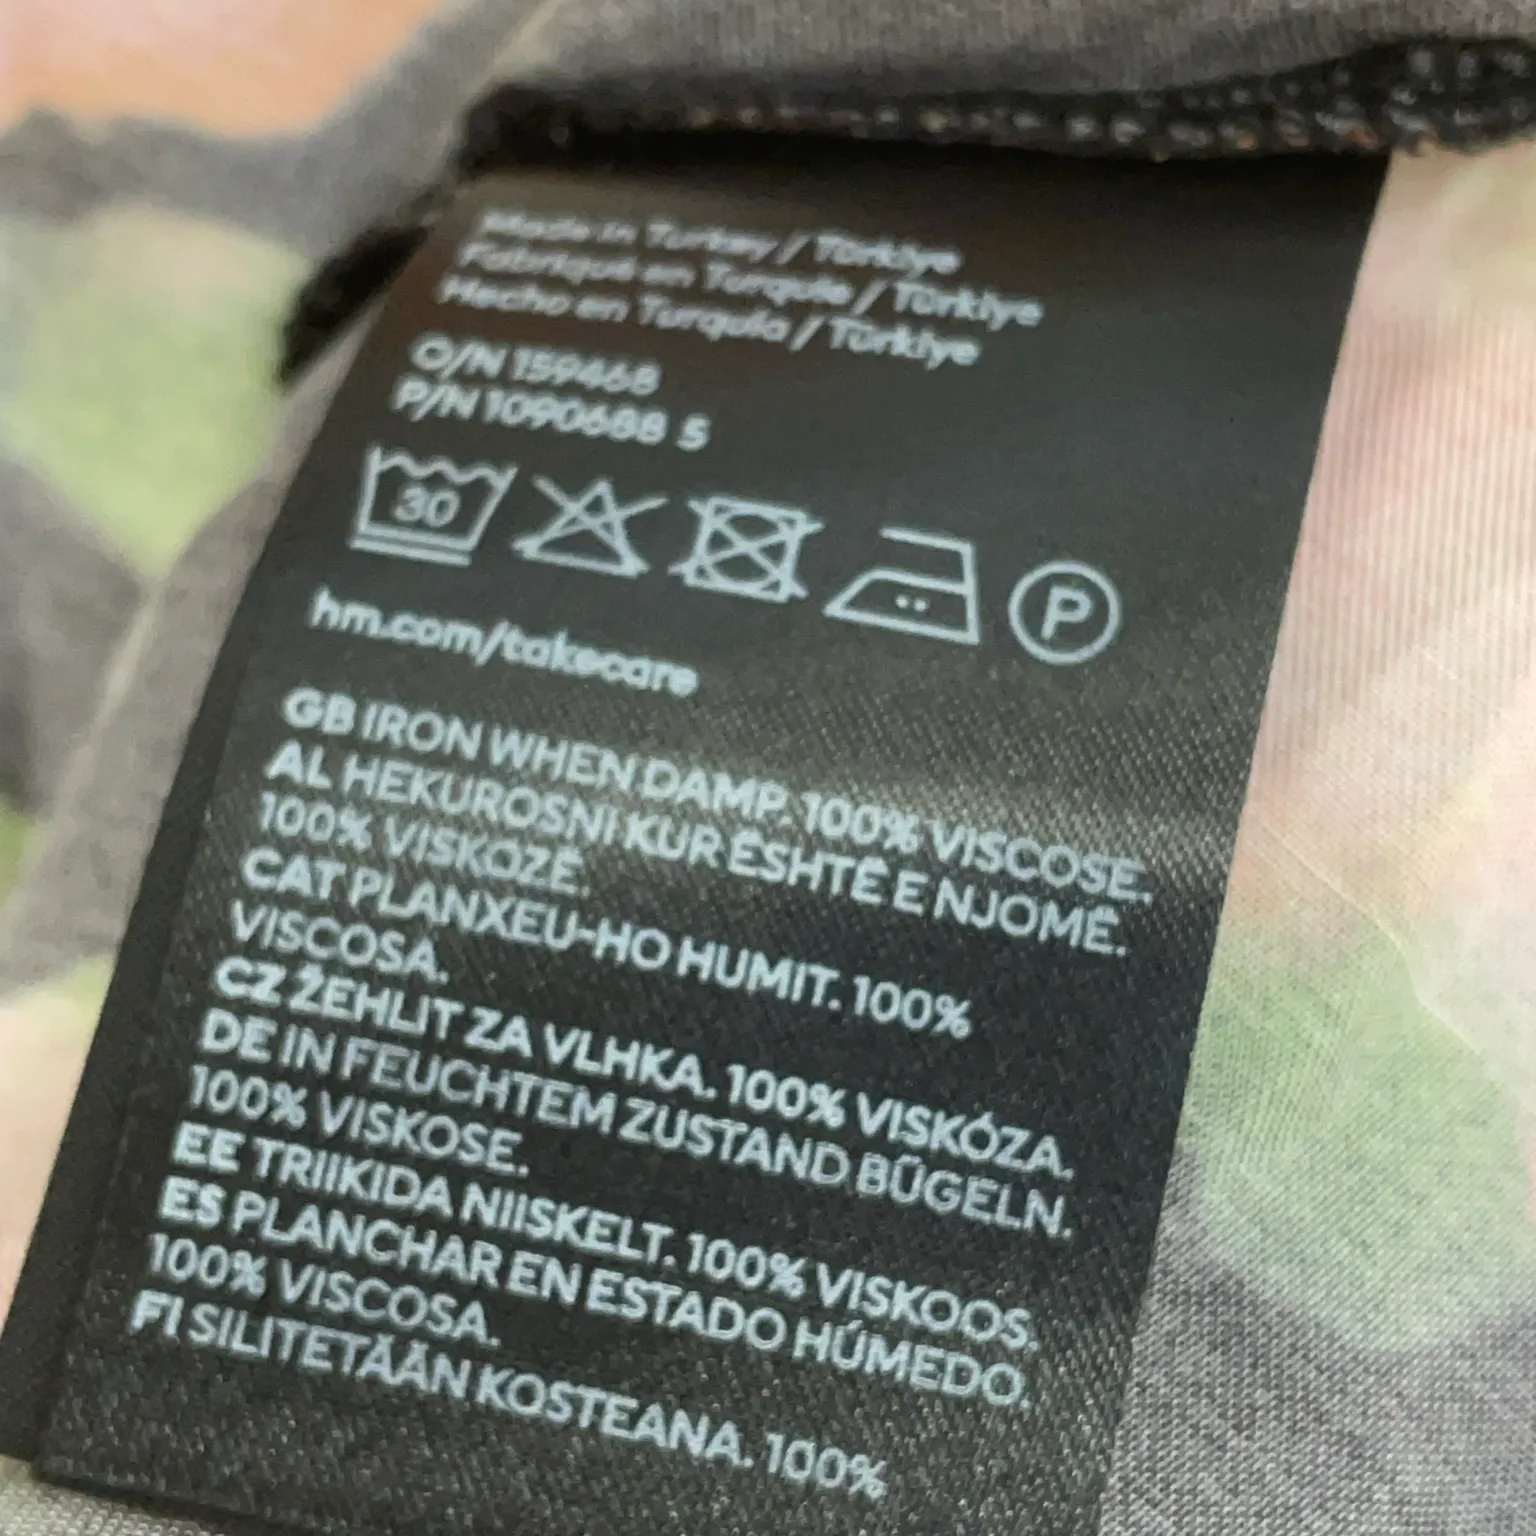 Made in Turkey / Türkiye
Fabriqué en Turquie / Türkiye
Hecho en Turquía / Türkiye
O/N 159468
P/N 1090688 5
30
P
hm.com/takecare
GB IRON WHEN DAMP. 100% VISCOSE.
AL HEKUROSNI KUR ËSHTË E NJOMË.
100% VISKOZË.
CAT PLANXEU-HO HUMIT. 100%
VISCOSA.
CZ ŽEHLIT ZA VLHKA. 100% VISKÓZA.
DE IN FEUCHTEM ZUSTAND BÜGELN.
100% VISKOSE.
EE TRIIKIDA NIISKELT. 100% VISKOOS.
ES PLANCHAR EN ESTADO HÚMEDO.
100% VISCOSA.
FI SILITETÄÄN KOSTEANA. 100%